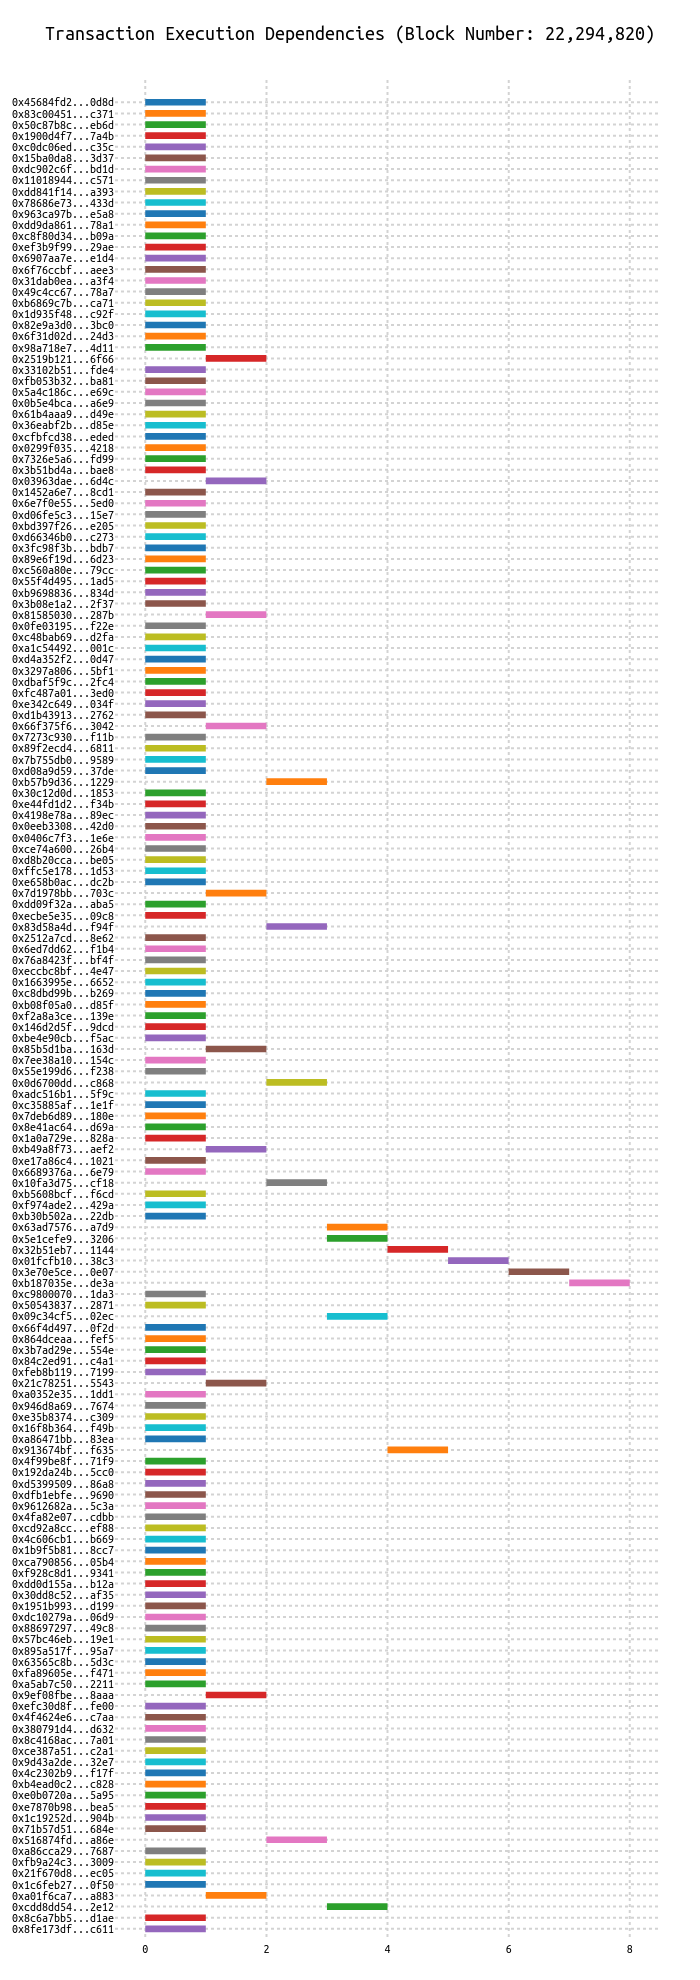 Transaction Execution Dependencies (Block Number: 22,294,820)
0x45684fd2...0d8d
0x83c00451...c371
0x50c87b8c...eb6d
0x1900d4f7...7a4b
0xc0dc06ed...c35c
0x15ba0da8...3d37
0xdc902c6f...bd1d
0x11018944...c571
0xdd841f14...a393
0x78686e73...433d
0x963ca97b...e5a8
0xdd9da861...78a1
0xc8f80d34...b09a
0xef3b9f99...29ae
0x6907aa7e...e1d4
0x6f76ccbf...aee3
0x31dab0ea...a3f4
0x49c4cc67...78a7
0xb6869c7b...ca71
0x1d935f48...c92f
0x82e9a3d0...3bc0
0x6f31d02d...24d3
0x98a718e7...4d11
0x2519b121...6f66
0x33102b51...fde4
0xfb053b32...ba81
0x5a4c186c...e69c
0x0b5e4bca...a6e9
0x61b4aaa9...d49e
0x36eabf2b...d85e
0xcfbfcd38...eded
0x0299f035...4218
0x7326e5a6...fd99
0x3b51bd4a...bae8
0x03963dae...6d4c
0x1452a6e7...8cd1
0x6e7f0e55...5ed0
0xd06fe5c3...15e7
0xbd397f26...e205
0xd66346b0...c273
0x3fc98f3b...bdb7
0x89e6f19d...6d23
0xc560a80e...79cc
0x55f4d495...1ad5
0xb9698836...834d
0x3b08e1a2...2f37
0x81585030...287b
0x0fe03195...f22e
0xc48bab69...d2fa
0xa1c54492...001c
0xd4a352f2...0d47
0x3297a806...5bf1
0xdbaf5f9c...2fc4
0xfc487a01...3ed0
0xe342c649...034f
0xd1b43913...2762
0x66f375f6...3042
0x7273c930...f11b
0x89f2ecd4...6811
0x7b755db0...9589
0xd08a9d59...37de
0xb57b9d36...1229
0x30c12d0d...1853
0xe44fd1d2...f34b
0x4198e78a...89ec
0x0eeb3308...42d0
0x0406c7f3...1e6e
0xce74a600...26b4
0xd8b20cca...be05
0xffc5e178...1d53
0xe658b0ac...dc2b
0x7d1978bb...703c
0xdd09f32a...aba5
0xecbe5e35...09c8
0x83d58a4d...f94f
0x2512a7cd...8e62
0x6ed7dd62...f1b4
0x76a8423f...bf4f
0xeccbc8bf...4e47
0x1663995e...6652
0xc8dbd99b...b269
0xb08f05a0...d85f
0xf2a8a3ce...139e
0x146d2d5f...9dcd
0xbe4e90cb...f5ac
0x85b5d1ba...163d
0x7ee38a10...154c
0x55e199d6...f238
0x0d6700dd...c868
0xadc516b1...5f9c
0xc35885af...1e1f
0x7deb6d89...180e
0x8e41ac64...d69a
0x1a0a729e...828a
0xb49a8f73...aef2
0xe17a86c4...1021
0x6689376a...6e79
0x10fa3d75...cf18
0xb5608bcf...f6cd
0xf974ade2...429a
0xb30b502a...22db
0x63ad7576...a7d9
0x5e1cefe9...3206
0x32b51eb7...1144
0x01fcfb10...38c3
0x3e70e5ce...0e07
0xb187035e...de3a
0xc9800070...1da3
0x50543837...2871
0x09c34cf5...02ec
0x66f4d497...0f2d
0x864dceaa...fef5
0x3b7ad29e...554e
0x84c2ed91...c4a1
0xfeb8b119...7199
0x21c78251...5543
0xa0352e35...1dd1
0x946d8a69...7674
0xe35b8374...c309
0x16f8b364...f49b
0xa86471bb...83ea
0x913674bf...f635
0x4f99be8f...71f9
0x192da24b...5cc0
0xd5399509...86a8
0xdfb1ebfe...9690
0x9612682a...5c3a
0x4fa82e07...cdbb
0xcd92a8cc...ef88
0x4c606cb1...b669
0x1b9f5b81...8cc7
0xca790856...05b4
0xf928c8d1...9341
0xdd0d155a...b12a
0x30dd8c52...af35
0x1951b993...d199
0xdc10279a...06d9
0x88697297...49c8
0x57bc46eb...19e1
0x895a517f...95a7
0x63565c8b...5d3c
0xfa89605e...f471
0xa5ab7c50...2211
0x9ef08fbe...8aaa
0xefc30d8f...fe00
0x4f4624e6...c7aa
0x380791d4...d632
0x8c4168ac...7a01
0xce387a51...c2a1
0x9d43a2de...32e7
0x4c2302b9...f17f
0xb4ead0c2...c828
0xe0b0720a...5a95
0xe7870b98...bea5
0x1c19252d...904b
0x71b57d51...684e
0x516874fd...a86e
0xa86cca29...7687
0xfb9a24c3...3009
0x21f670d8...ec05
0x1c6feb27...0f50
0xa01f6ca7...a883
0xcdd8dd54...2e12
0x8c6a7bb5...d1ae
0x8fe173df...c611
0 2 4 6 8